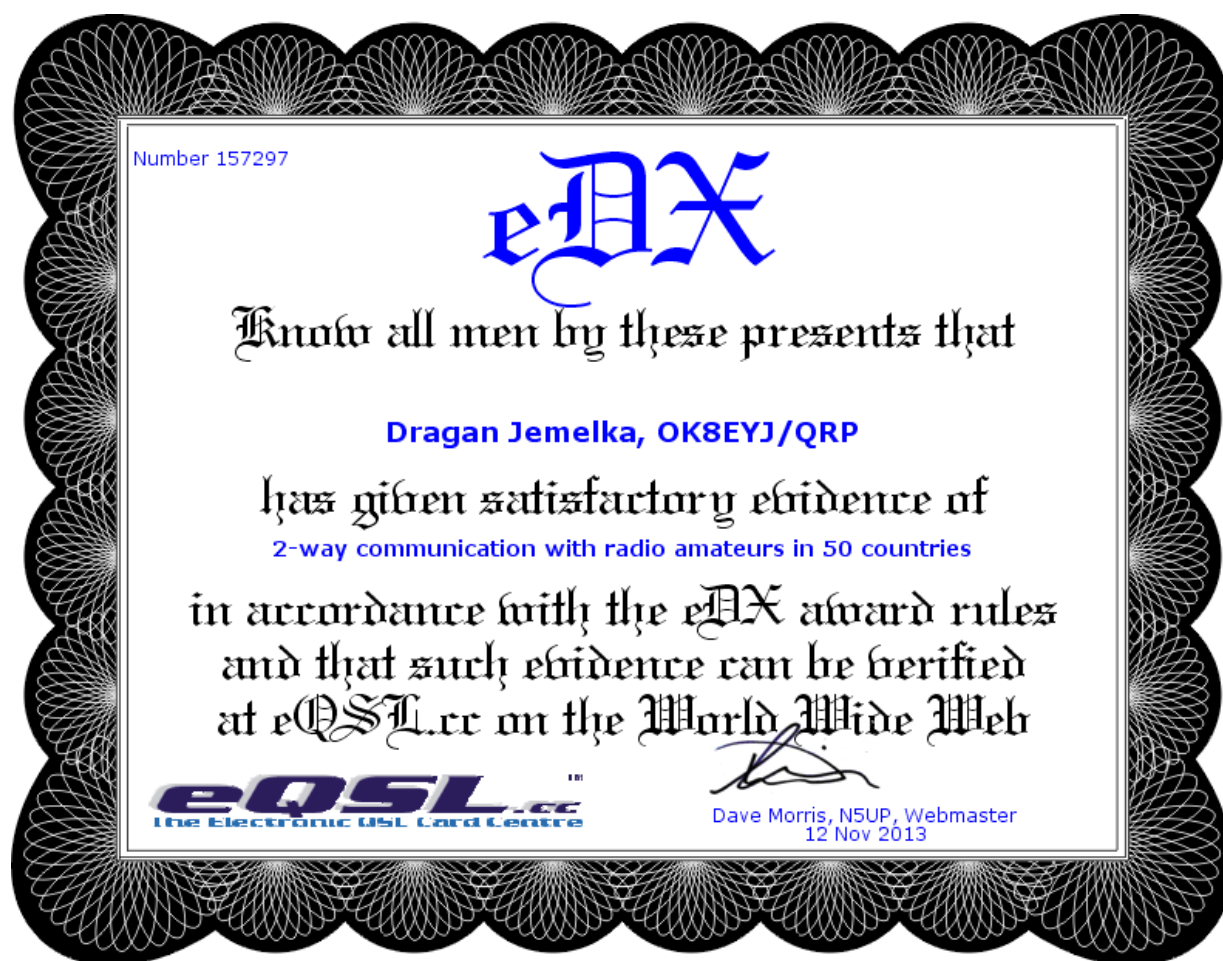 Number 157297
eDX
Know all men by these presents that
Dragan Jemelka, OK8EYJ/QRP
has given satisfactory evidence of
2-way communication with radio amateurs in 50 countries
in accordance with the eDX award rules
and that such evidence can be verified
at eQSL.cc on the World Wide Web
eQSL.cc™
The Electronic QSL Card Centre
Dave Morris, N5UP, Webmaster
12 Nov 2013